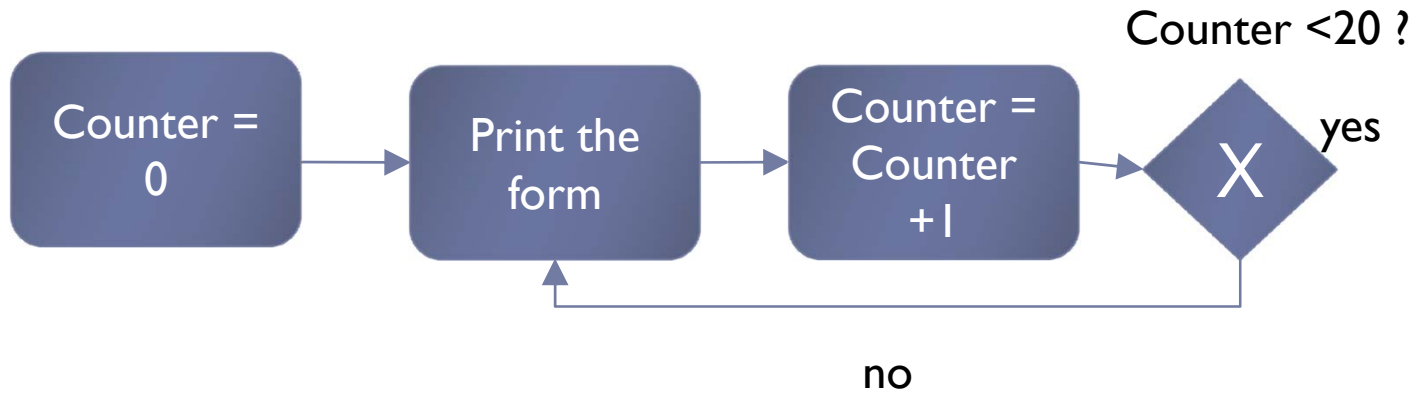 Counter <20 ?
Counter =
0
Print the
form
Counter =
Counter
+1
X
yes
no